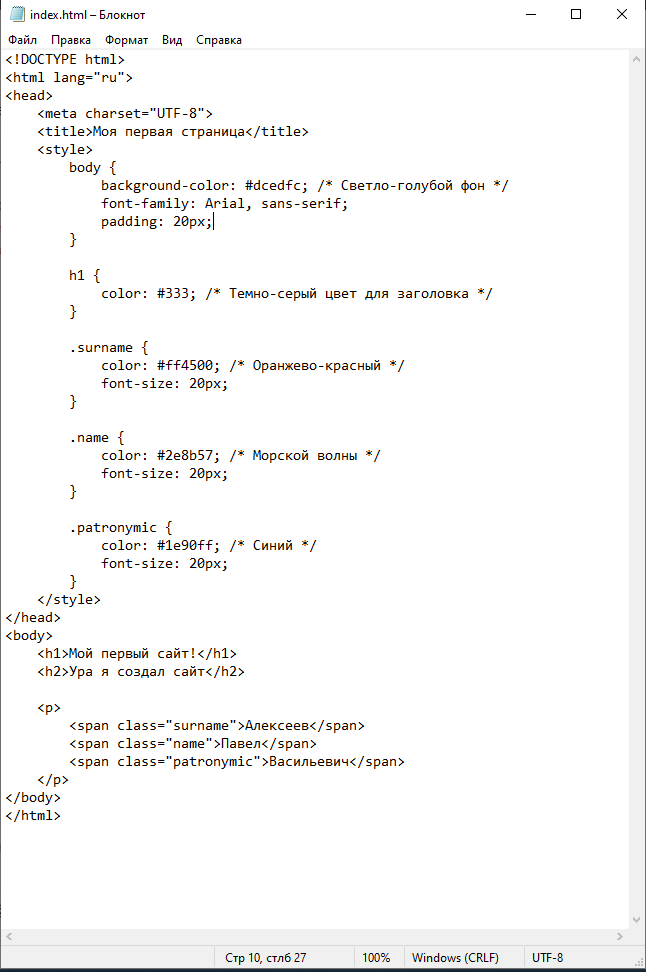 index.html – Блокнот
Файл Правка Формат Вид Справка
<!DOCTYPE html>
<html lang="ru">
<head>
    <meta charset="UTF-8">
    <title>Моя первая страница</title>
    <style>
        body {
            background-color: #dcedfc; /* Светло-голубой фон */
            font-family: Arial, sans-serif;
            padding: 20px;
        }

        h1 {
            color: #333; /* Темно-серый цвет для заголовка */
        }

        .surname {
            color: #ff4500; /* Оранжево-красный */
            font-size: 20px;
        }

        .name {
            color: #2e8b57; /* Морской волны */
            font-size: 20px;
        }

        .patronymic {
            color: #1e90ff; /* Синий */
            font-size: 20px;
        }
    </style>
</head>
<body>
    <h1>Мой первый сайт!</h1>
    <h2>Ура я создал сайт</h2>

    <p>
        <span class="surname">Алексеев</span>
        <span class="name">Павел</span>
        <span class="patronymic">Васильевич</span>
    </p>
</body>
</html>
Стр 10, стлб 27 100% Windows (CRLF) UTF-8